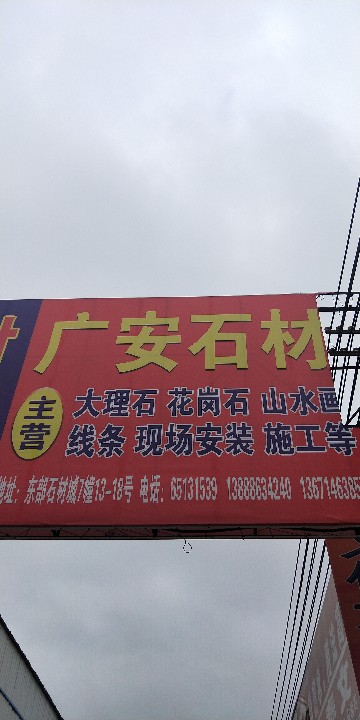 广安石材
主营
大理石 花岗石 山水画
线条 现场安装 施工等
地址：东部石材城7幢13-18号 电话：65131539 13888634240 1367146385